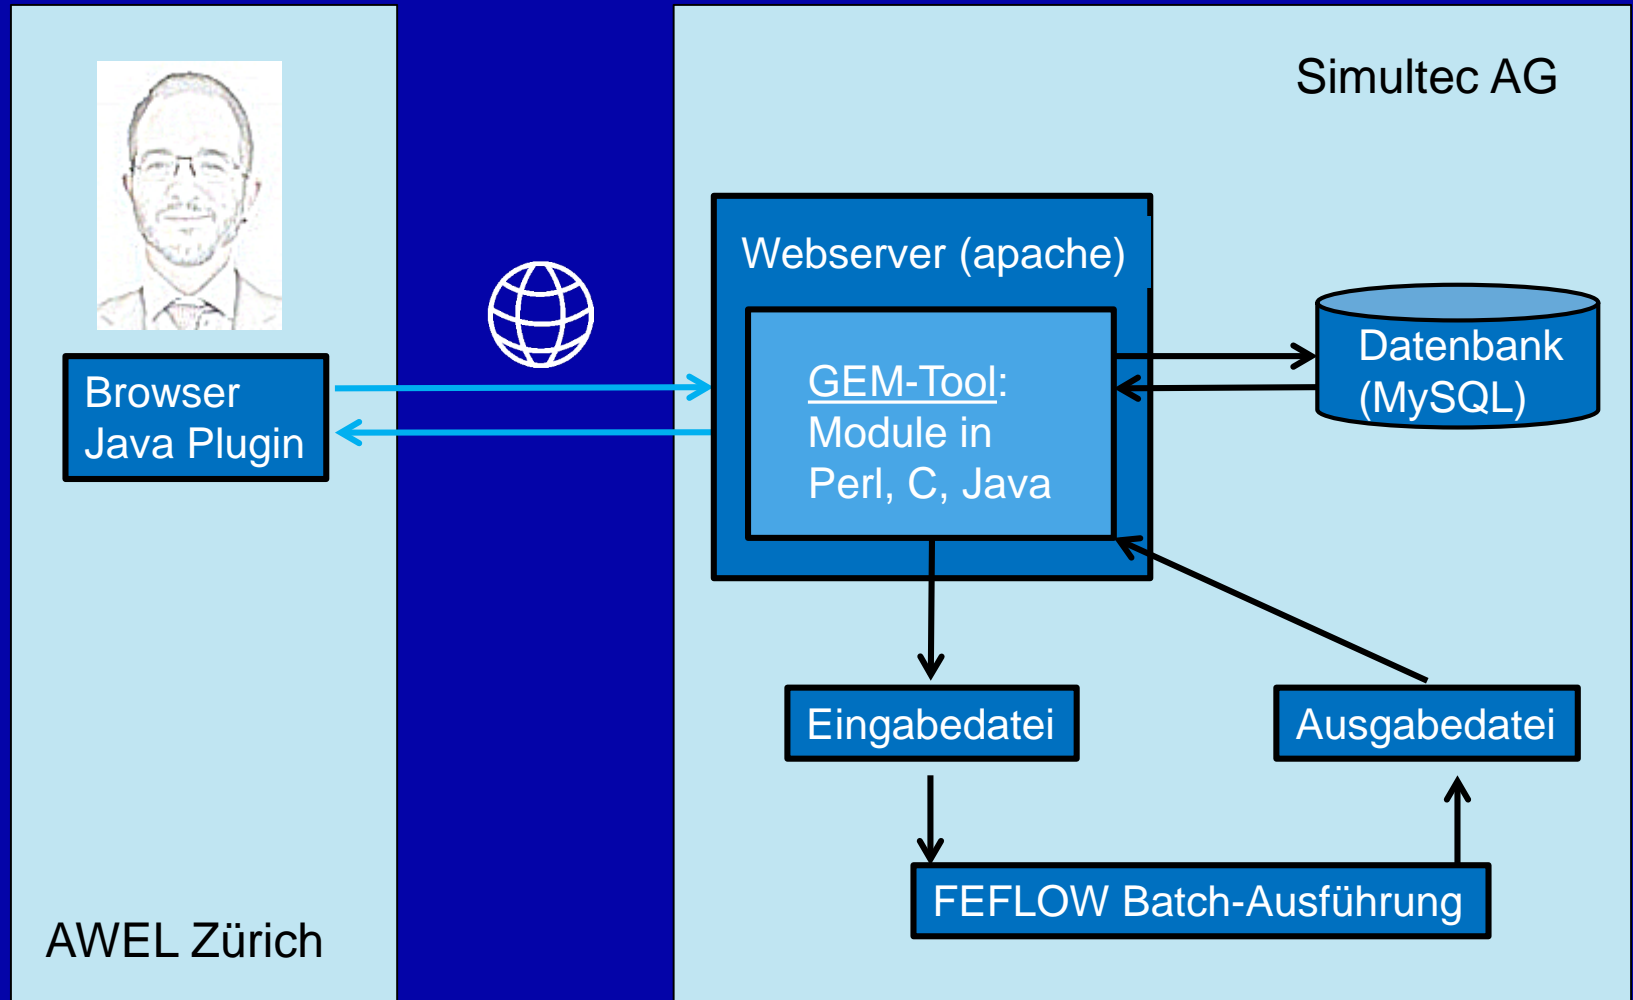 Simultec AG
Webserver (apache)
Browser
Java Plugin
GEM-Tool:
Module in
Perl, C, Java
Datenbank
(MySQL)
Eingabedatei
Ausgabedatei
FEFLOW Batch-Ausführung
AWEL Zürich